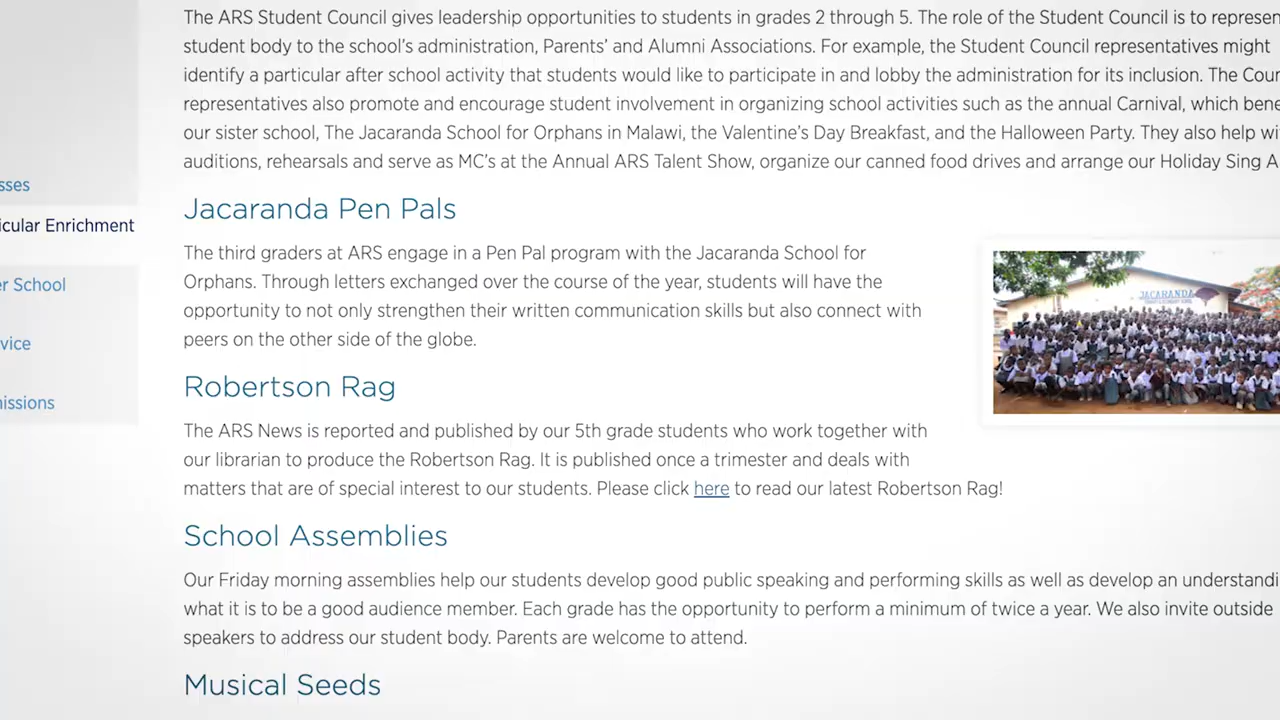 The ARS Student Council gives leadership opportunities to students in grades 2 through 5. The role of the Student Council is to represen
student body to the school's administration, Parents' and Alumni Associations. For example, the Student Council representatives might
identify a particular after school activity that students would like to participate in and lobby the administration for its inclusion. The Coun
representatives also promote and encourage student involvement in organizing school activities such as the annual Carnival, which bene
our sister school, The Jacaranda School for Orphans in Malawi, the Valentine's Day Breakfast, and the Halloween Party. They also help wi
auditions, rehearsals and serve as MC's at the Annual ARS Talent Show, organize our canned food drives and arrange our Holiday Sing A
sses
icular Enrichment
er School
vice
nissions
Jacaranda Pen Pals
The third graders at ARS engage in a Pen Pal program with the Jacaranda School for
Orphans. Through letters exchanged over the course of the year, students will have the
opportunity to not only strengthen their written communication skills but also connect with
peers on the other side of the globe.
JACARANDA
Robertson Rag
The ARS News is reported and published by our 5th grade students who work together with
our librarian to produce the Robertson Rag. It is published once a trimester and deals with
matters that are of special interest to our students. Please click here to read our latest Robertson Rag!
School Assemblies
Our Friday morning assemblies help our students develop good public speaking and performing skills as well as develop an understandi
what it is to be a good audience member. Each grade has the opportunity to perform a minimum of twice a year. We also invite outside
speakers to address our student body. Parents are welcome to attend.
Musical Seeds